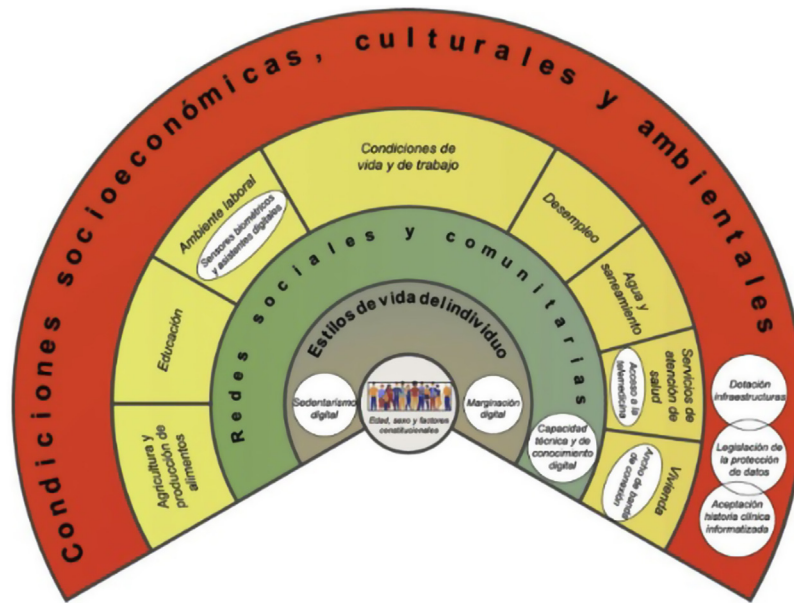 Condiciones socioeconómicas, culturales y ambientales
Condiciones de
vida y de trabajo
Ambiente laboral
Sensores biométricos
y asistentes digitales
Desempleo
Educación
Agua y
saneamiento
Agricultura y
producción de
alimentos
Servicios de
atención de
salud
Acceso a la
telemedicina
Vivienda
Ancho de banda
de conexión
Redes sociales y comunitarias
Capacidad
técnica y de
conocimiento
digital
Estilos de vida del individuo
Sedentarismo
digital
Marginación
digital
Edad, sexo y factores
constitucionales
Dotación
infraestructuras
Legislación de
la protección
de datos
Aceptación
historia clínica
informatizada